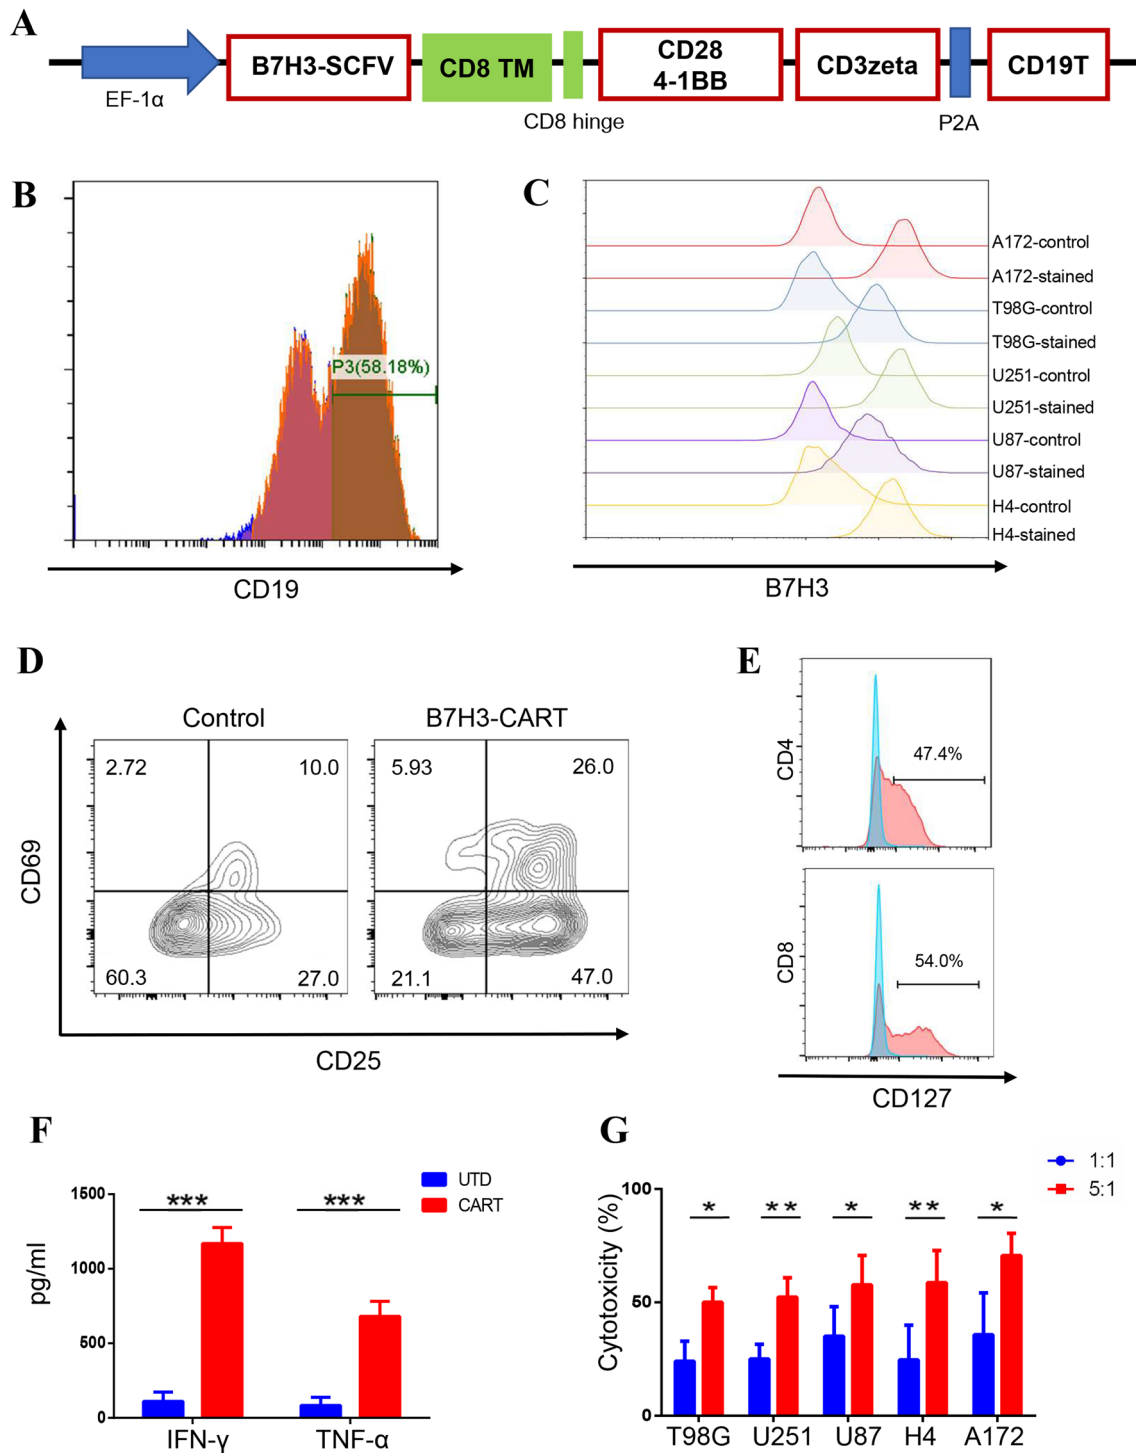 A
B7H3-SCFV
CD8 TM
CD28
4-1BB
CD3zeta
CD19T
EF-1α
CD8 hinge
P2A
B
P3(58.18%)
CD19
C
A172-control
A172-stained
T98G-control
T98G-stained
U251-control
U251-stained
U87-control
U87-stained
H4-control
H4-stained
B7H3
D
Control
B7H3-CART
2.72
10.0
5.93
26.0
60.3
27.0
21.1
47.0
CD69
CD25
E
CD4
47.4%
CD8
54.0%
CD127
F
UTD
CART
***
***
1500
1000
500
0
pg/ml
IFN-γ
TNF-α
G
1:1
5:1
*
**
*
**
*
100
50
0
Cytotoxicity (%)
T98G
U251
U87
H4
A172